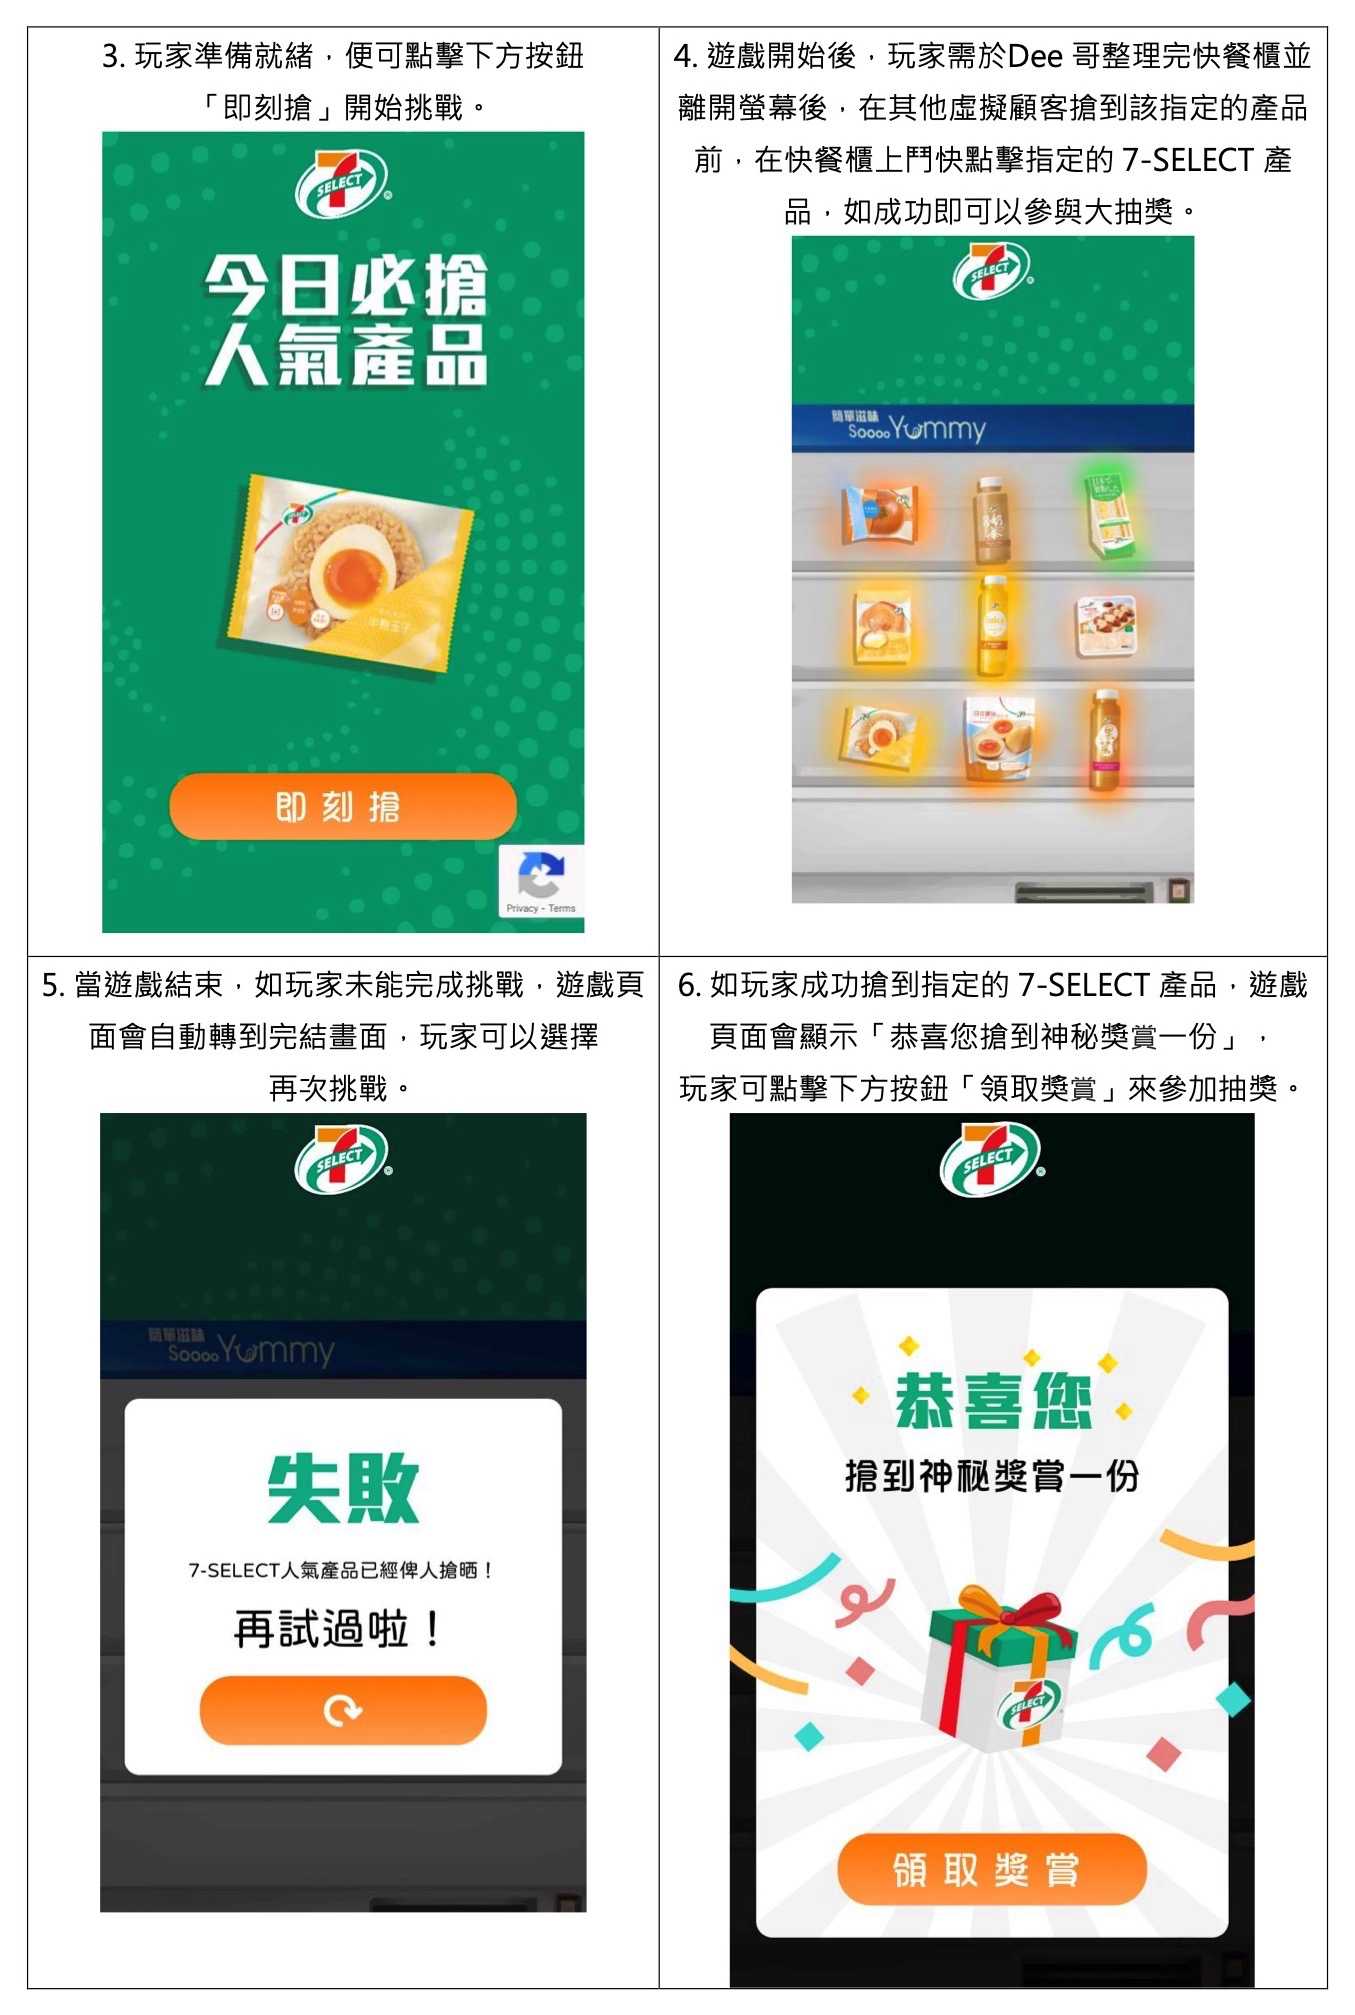 3. 玩家準備就緒，便可點擊下方按鈕
「即刻搶」開始挑戰。
7
SELECT
®
今日必搶
人氣產品
半熟玉子
即刻搶
Privacy - Terms
4. 遊戲開始後，玩家需於Dee 哥整理完快餐櫃並
離開螢幕後，在其他虛擬顧客搶到該指定的產品
前，在快餐櫃上鬥快點擊指定的 7-SELECT 產
品，如成功即可以參與大抽獎。
7
SELECT
®
簡單滋味
Soooo Yummy
5. 當遊戲結束，如玩家未能完成挑戰，遊戲頁
面會自動轉到完結畫面，玩家可以選擇
再次挑戰。
7
SELECT
®
簡單滋味
Soooo Yummy
失敗
7-SELECT人氣產品已經俾人搶晒！
再試過啦！
6. 如玩家成功搶到指定的 7-SELECT 產品，遊戲
頁面會顯示「恭喜您搶到神秘獎賞一份」，
玩家可點擊下方按鈕「領取獎賞」來參加抽獎。
7
SELECT
®
恭喜您
搶到神秘獎賞一份
7
SELECT
領取獎賞